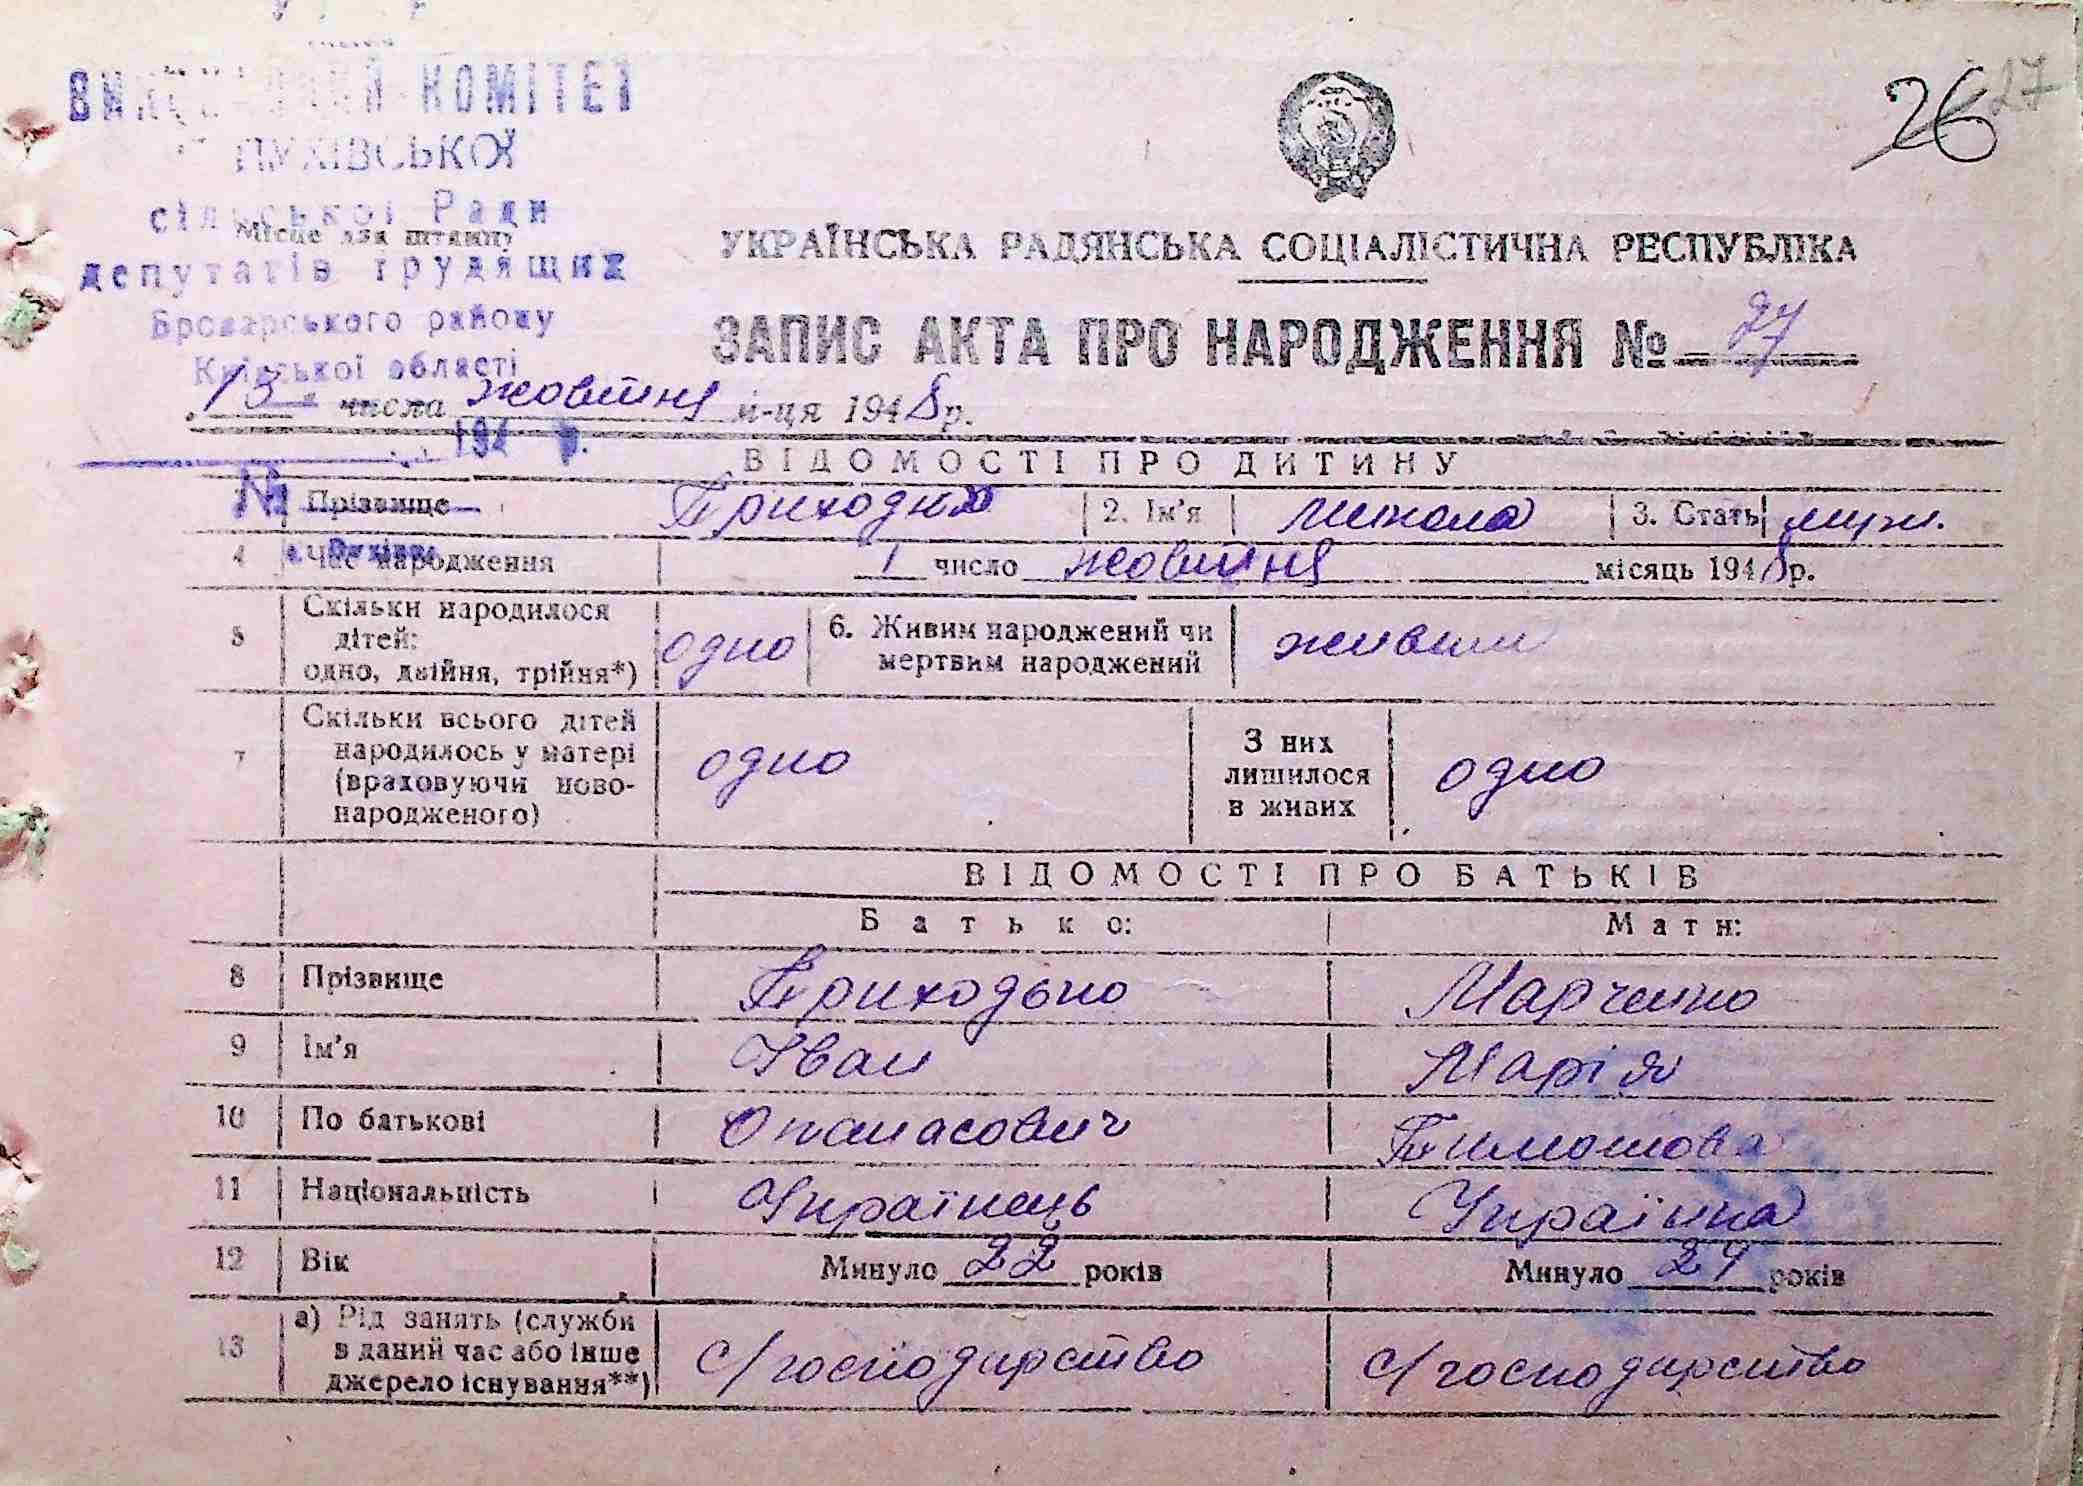 26 27
ВИКОНАВЧИЙ КОМІТЕТ
ПУХІВСЬКОЇ
сільської Ради
Місце для штампу
депутатів трудящих
Броварського району
Київської області
194 р.
№
с. Пухівка
УКРАЇНСЬКА РАДЯНСЬКА СОЦІАЛІСТИЧНА РЕСПУБЛІКА
ЗАПИС АКТА ПРО НАРОДЖЕННЯ № 27
"13" числа жовтня м-ця 1948 р.
ВІДОМОСТІ ПРО ДИТИНУ
1 Прізвище Приходько 2. Ім'я Микола 3. Стать муж.
4 Час народження 1 число жовтня місяць 1948 р.
5 Скільки народилося
дітей:
одно, двійня, трійня*) одно 6. Живим народжений чи
мертвим народжений живим
7 Скільки всього дітей
народилось у матері
(враховуючи ново-
народженого) одно З них
лишилося
в живих одно
ВІДОМОСТІ ПРО БАТЬКІВ
Батько: Мати:
8 Прізвище Приходько Марченко
9 Ім'я Іван Марія
10 По батькові Опанасович Тимошова
11 Національність Українець Українка
12 Вік Минуло 22 років Минуло 24 років
13 а) Рід занять (служби
в даний час або інше
джерело існування**) с/господарство с/господарство